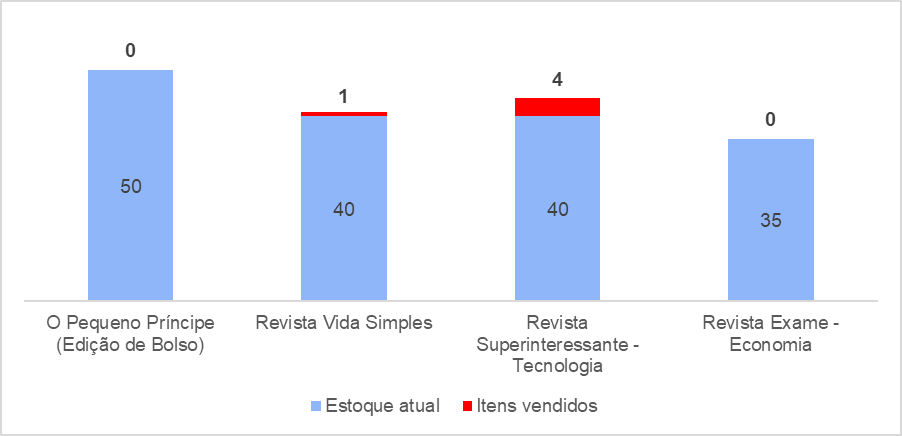 0
1
4
0
50
40
40
35
O Pequeno Príncipe
(Edição de Bolso)
Revista Vida Simples
Revista
Superinteressante -
Tecnologia
Revista Exame -
Economia
Estoque atual
Itens vendidos